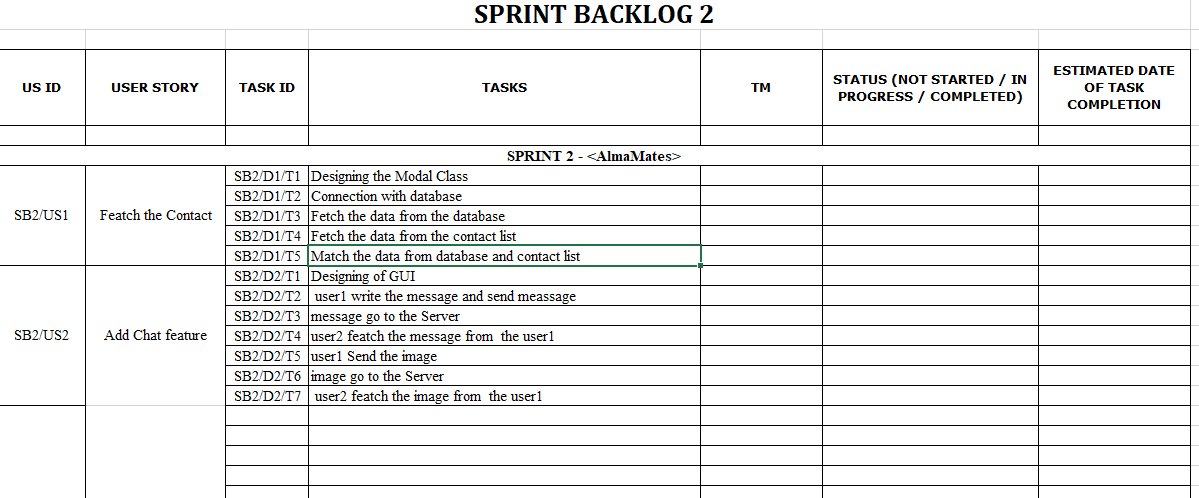 SPRINT BACKLOG 2
US ID USER STORY TASK ID TASKS TM STATUS (NOT STARTED / IN PROGRESS / COMPLETED) ESTIMATED DATE OF TASK COMPLETION
SPRINT 2 - <AlmaMates>
SB2/US1 Featch the Contact
SB2/D1/T1 Designing the Modal Class
SB2/D1/T2 Connection with database
SB2/D1/T3 Fetch the data from the database
SB2/D1/T4 Fetch the data from the contact list
SB2/D1/T5 Match the data from database and contact list
SB2/US2 Add Chat feature
SB2/D2/T1 Designing of GUI
SB2/D2/T2 user1 write the message and send meassage
SB2/D2/T3 message go to the Server
SB2/D2/T4 user2 featch the message from the user1
SB2/D2/T5 user1 Send the image
SB2/D2/T6 image go to the Server
SB2/D2/T7 user2 featch the image from the user1